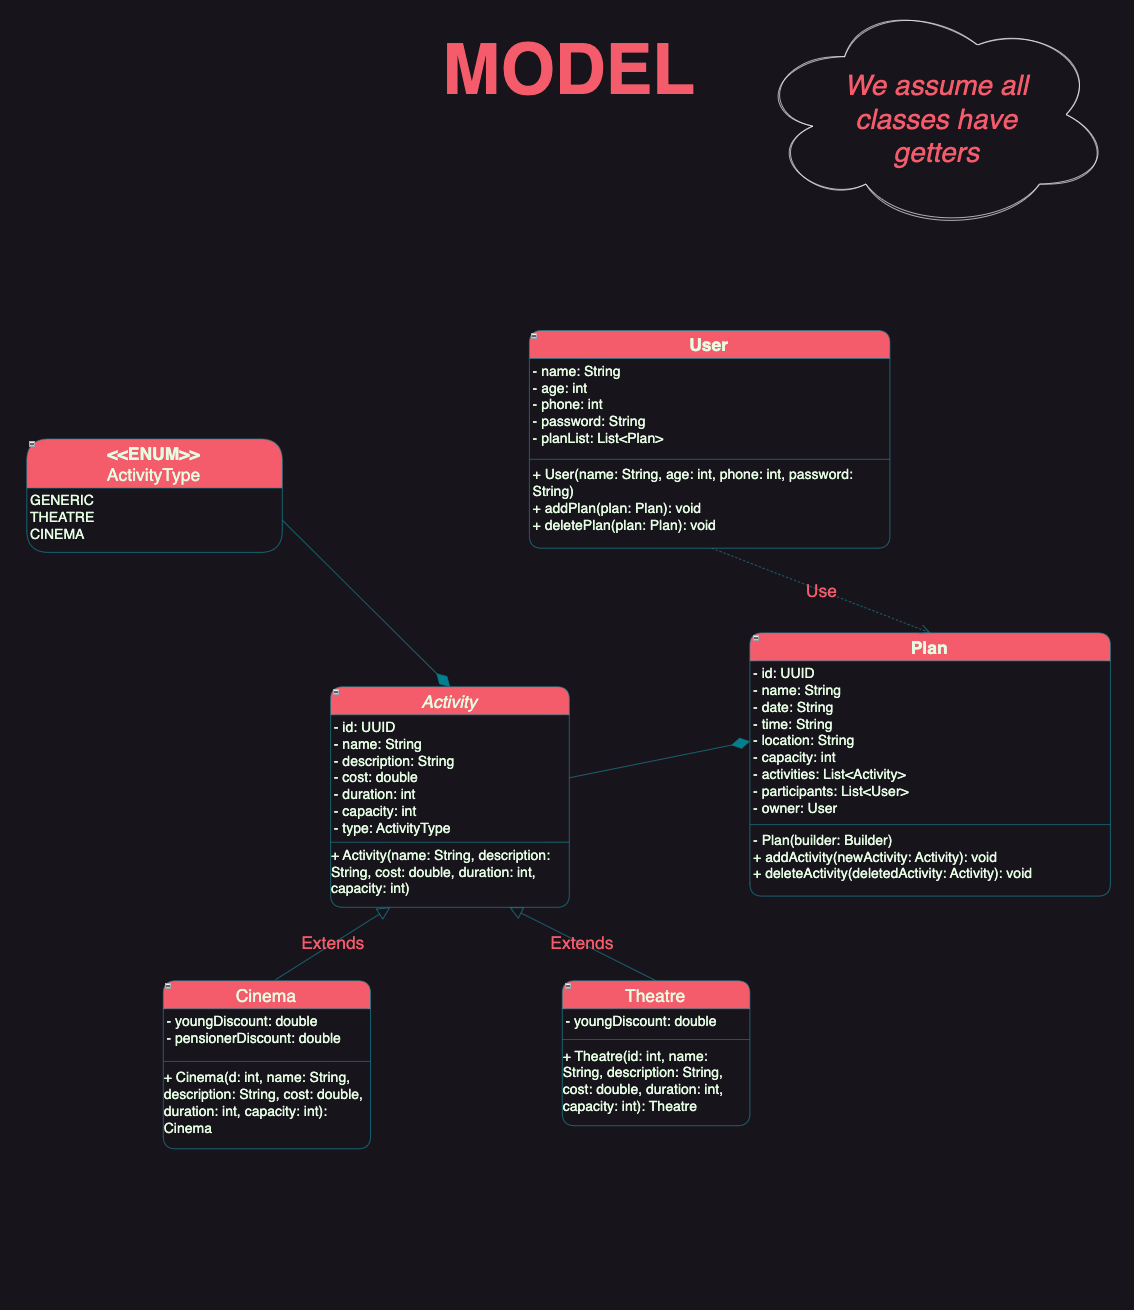 MODEL
We assume all
classes have
getters
User
- name: String
- age: int
- phone: int
- password: String
- planList: List<Plan>
+ User(name: String, age: int, phone: int, password:
String)
+ addPlan(plan: Plan): void
+ deletePlan(plan: Plan): void
<<ENUM>>
ActivityType
GENERIC
THEATRE
CINEMA
Use
Plan
- id: UUID
- name: String
- date: String
- time: String
- location: String
- capacity: int
- activities: List<Activity>
- participants: List<User>
- owner: User
- Plan(builder: Builder)
+ addActivity(newActivity: Activity): void
+ deleteActivity(deletedActivity: Activity): void
Activity
- id: UUID
- name: String
- description: String
- cost: double
- duration: int
- capacity: int
- type: ActivityType
+ Activity(name: String, description:
String, cost: double, duration: int,
capacity: int)
Extends
Extends
Cinema
- youngDiscount: double
- pensionerDiscount: double
+ Cinema(d: int, name: String,
description: String, cost: double,
duration: int, capacity: int):
Cinema
Theatre
- youngDiscount: double
+ Theatre(id: int, name:
String, description: String,
cost: double, duration: int,
capacity: int): Theatre